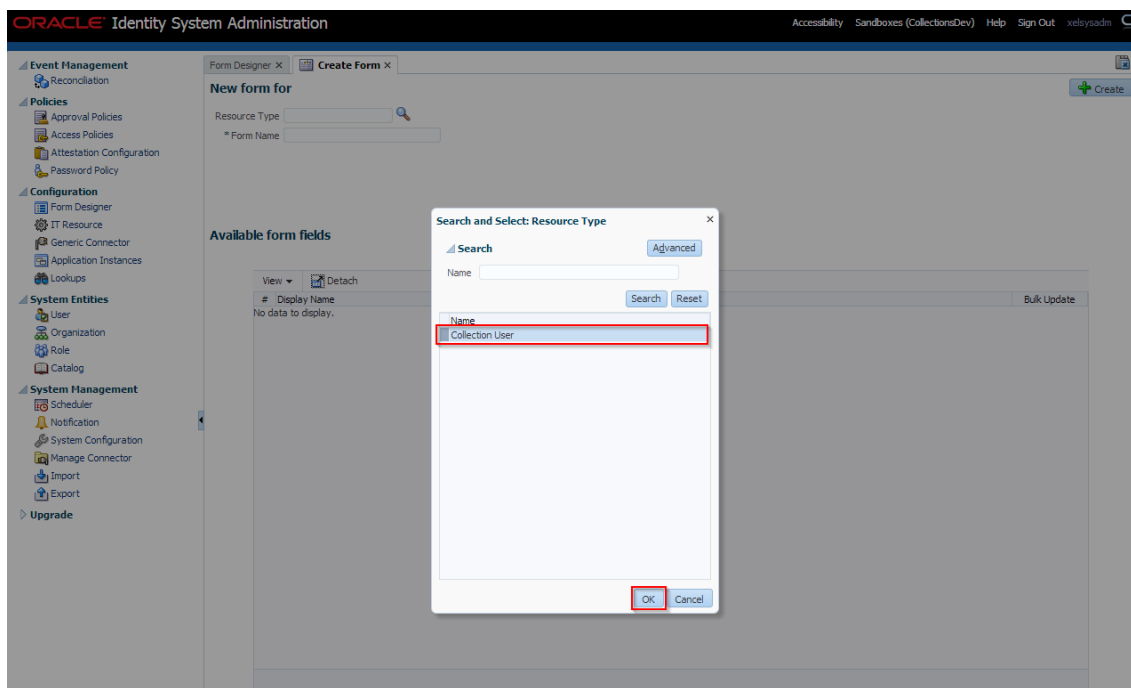 ORACLE Identity System Administration
Accessibility Sandboxes (CollectionsDev) Help Sign Out xelsysadm
Event Management
Reconciliation
Policies
Approval Policies
Access Policies
Attestation Configuration
Password Policy
Configuration
Form Designer
IT Resource
Generic Connector
Application Instances
Lookups
System Entities
User
Organization
Role
Catalog
System Management
Scheduler
Notification
System Configuration
Manage Connector
Import
Export
Upgrade
Form Designer Create Form
New form for
Create
Resource Type
* Form Name
Available form fields
View Detach
# Display Name Bulk Update
No data to display.
Search and Select: Resource Type
Search Advanced
Name
Search Reset
Name
Collection User
OK Cancel